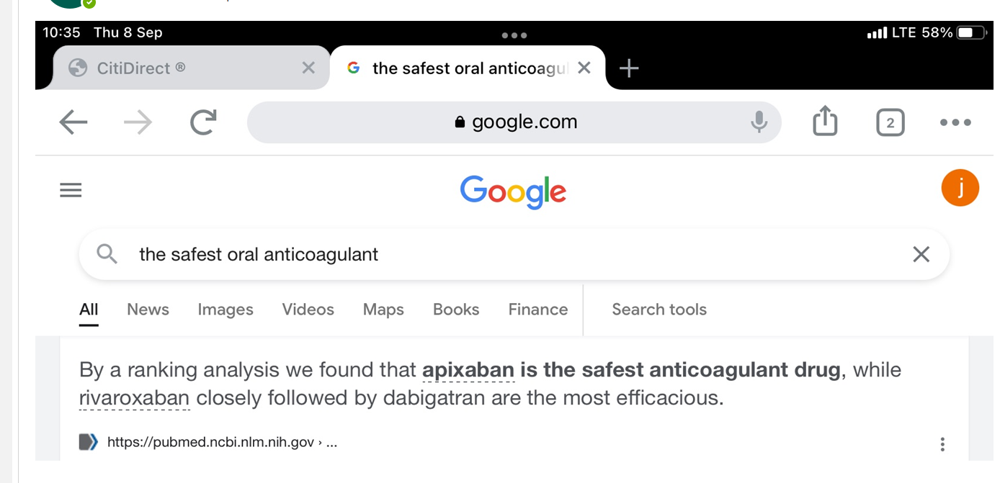 10:35 Thu 8 Sep
LTE 58%
CitiDirect ®
the safest oral anticoagul
google.com
2
Google
j
the safest oral anticoagulant
All News Images Videos Maps Books Finance Search tools
By a ranking analysis we found that apixaban is the safest anticoagulant drug, while
rivaroxaban closely followed by dabigatran are the most efficacious.
https://pubmed.ncbi.nlm.nih.gov › ...